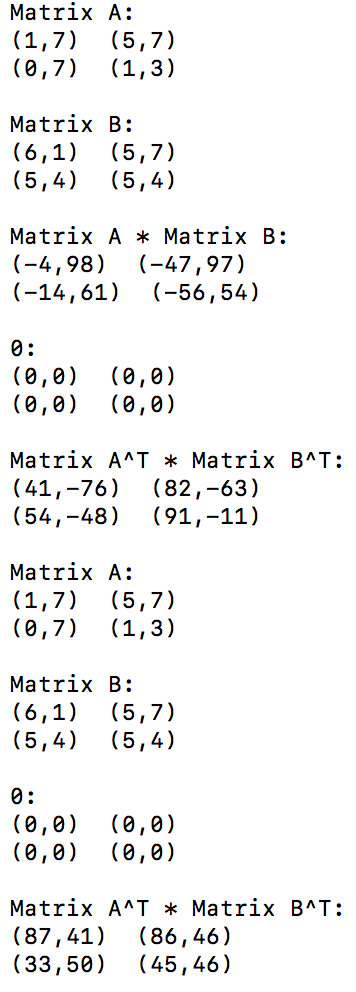 Matrix A:
(1,7)  (5,7)
(0,7)  (1,3)
Matrix B:
(6,1)  (5,7)
(5,4)  (5,4)
Matrix A * Matrix B:
(-4,98)  (-47,97)
(-14,61)  (-56,54)
0:
(0,0)  (0,0)
(0,0)  (0,0)
Matrix A^T * Matrix B^T:
(41,-76)  (82,-63)
(54,-48)  (91,-11)
Matrix A:
(1,7)  (5,7)
(0,7)  (1,3)
Matrix B:
(6,1)  (5,7)
(5,4)  (5,4)
0:
(0,0)  (0,0)
(0,0)  (0,0)
Matrix A^T * Matrix B^T:
(87,41)  (86,46)
(33,50)  (45,46)